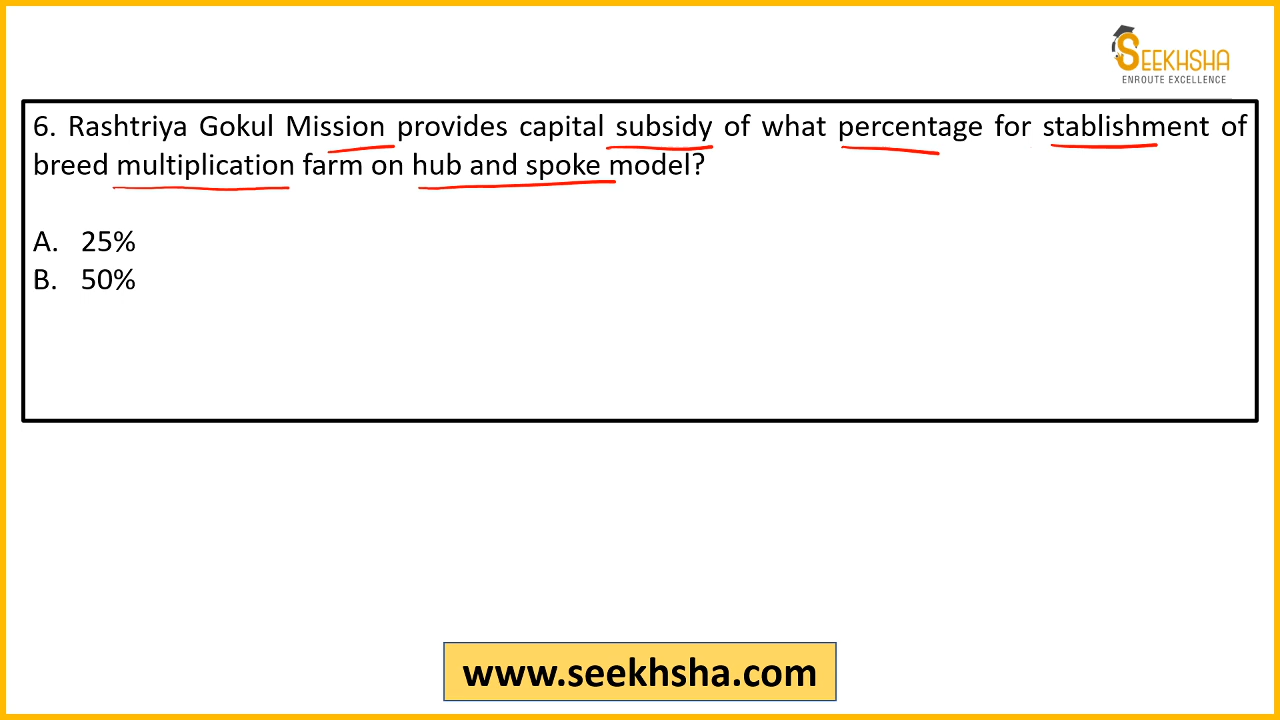 SEEKHSHA
ENROUTE EXCELLENCE
6. Rashtriya Gokul Mission provides capital subsidy of what percentage for stablishment of
breed multiplication farm on hub and spoke model?
A. 25%
B. 50%
www.seekhsha.com